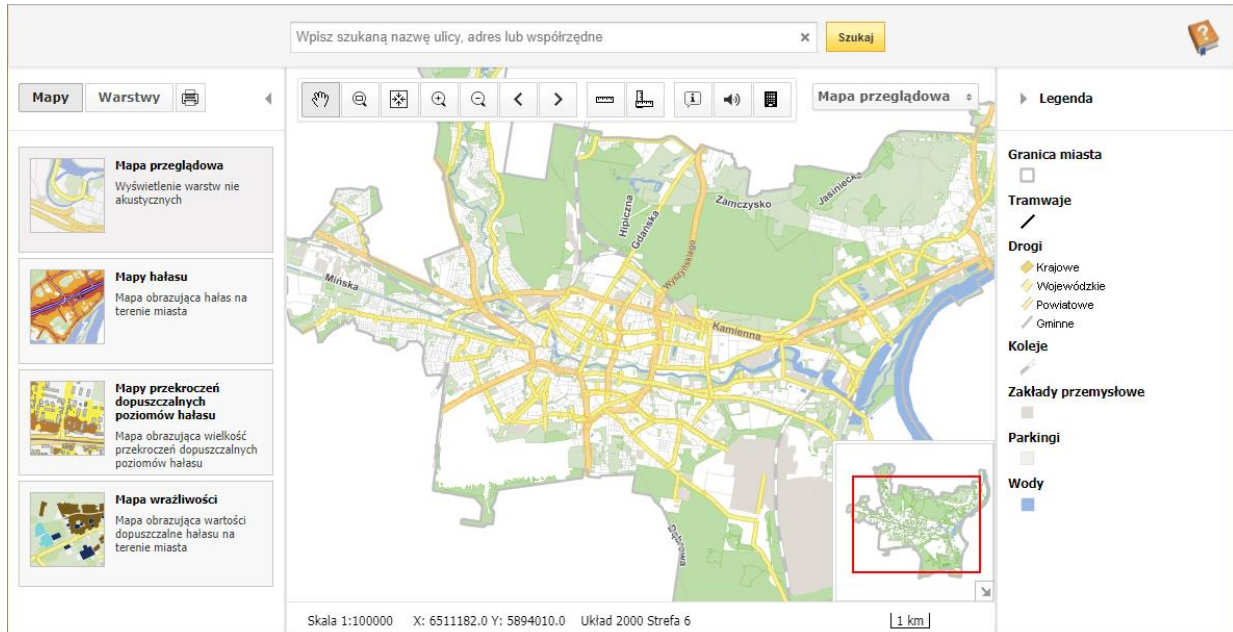 Wpisz szukaną nazwę ulicy, adres lub współrzędne
Szukaj
Mapy
Warstwy
Mapa przeglądowa
Wyświetlenie warstw nie
akustycznych
Mapy hałasu
Mapa obrazująca hałas na
terenie miasta
Mapy przekroczeń
dopuszczalnych
poziomów hałasu
Mapa obrazująca wielkość
przekroczeń dopuszczalnych
poziomów hałasu
Mapa wrażliwości
Mapa obrazująca wartości
dopuszczalne hałasu na
terenie miasta
Mapa przeglądowa
Hipiczna
Gdańska
Zamczysko
Jasiniecka
Wyszyńskiego
Mińska
Kamienna
Dąbrowa
Skala 1:100000 X: 6511182.0 Y: 5894010.0 Układ 2000 Strefa 6
1 km
Legenda
Granica miasta
Tramwaje
Drogi
Krajowe
Wojewódzkie
Powiatowe
Gminne
Koleje
Zakłady przemysłowe
Parkingi
Wody